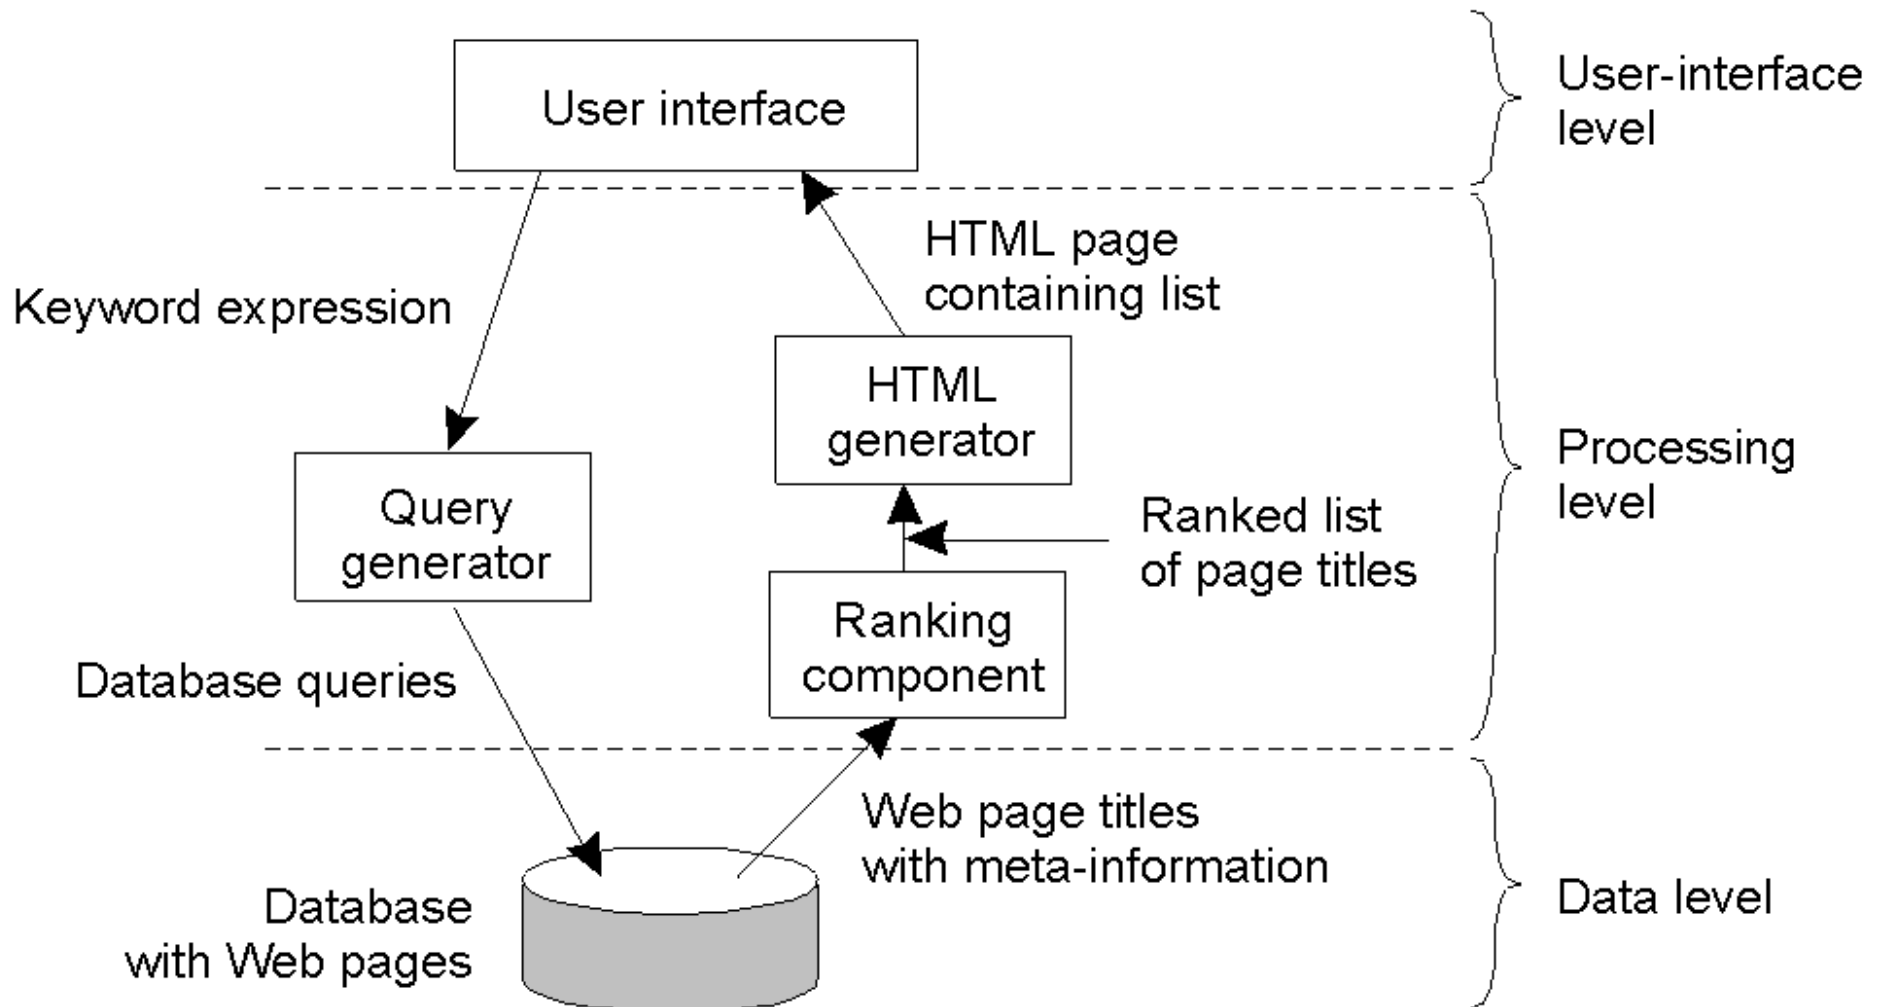 User interface
User-interface
level
HTML page
containing list
Keyword expression
HTML
generator
Processing
level
Query
generator
Ranked list
of page titles
Ranking
component
Database queries
Web page titles
with meta-information
Database
with Web pages
Data level